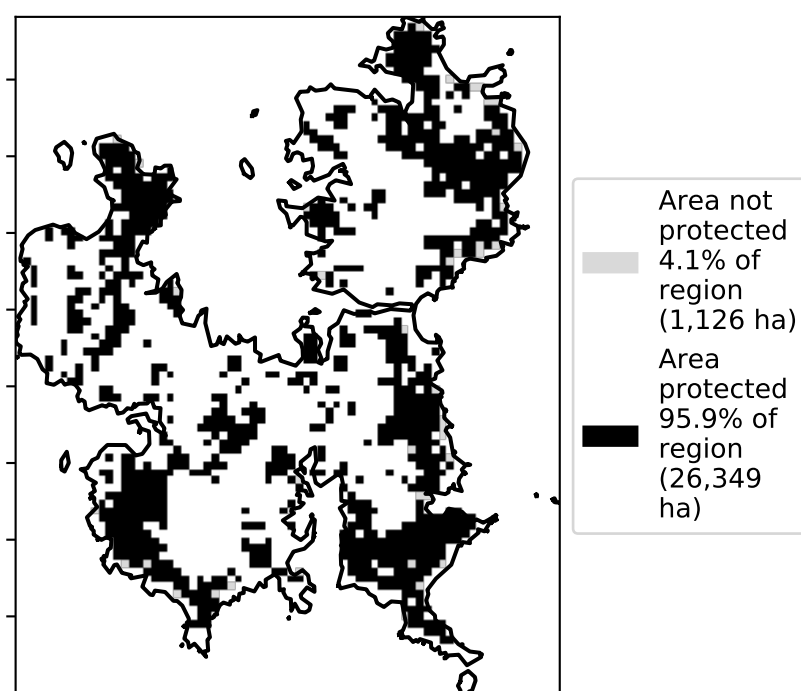 Area not
protected
4.1% of
region
(1,126 ha)
Area
protected
95.9% of
region
(26,349
ha)